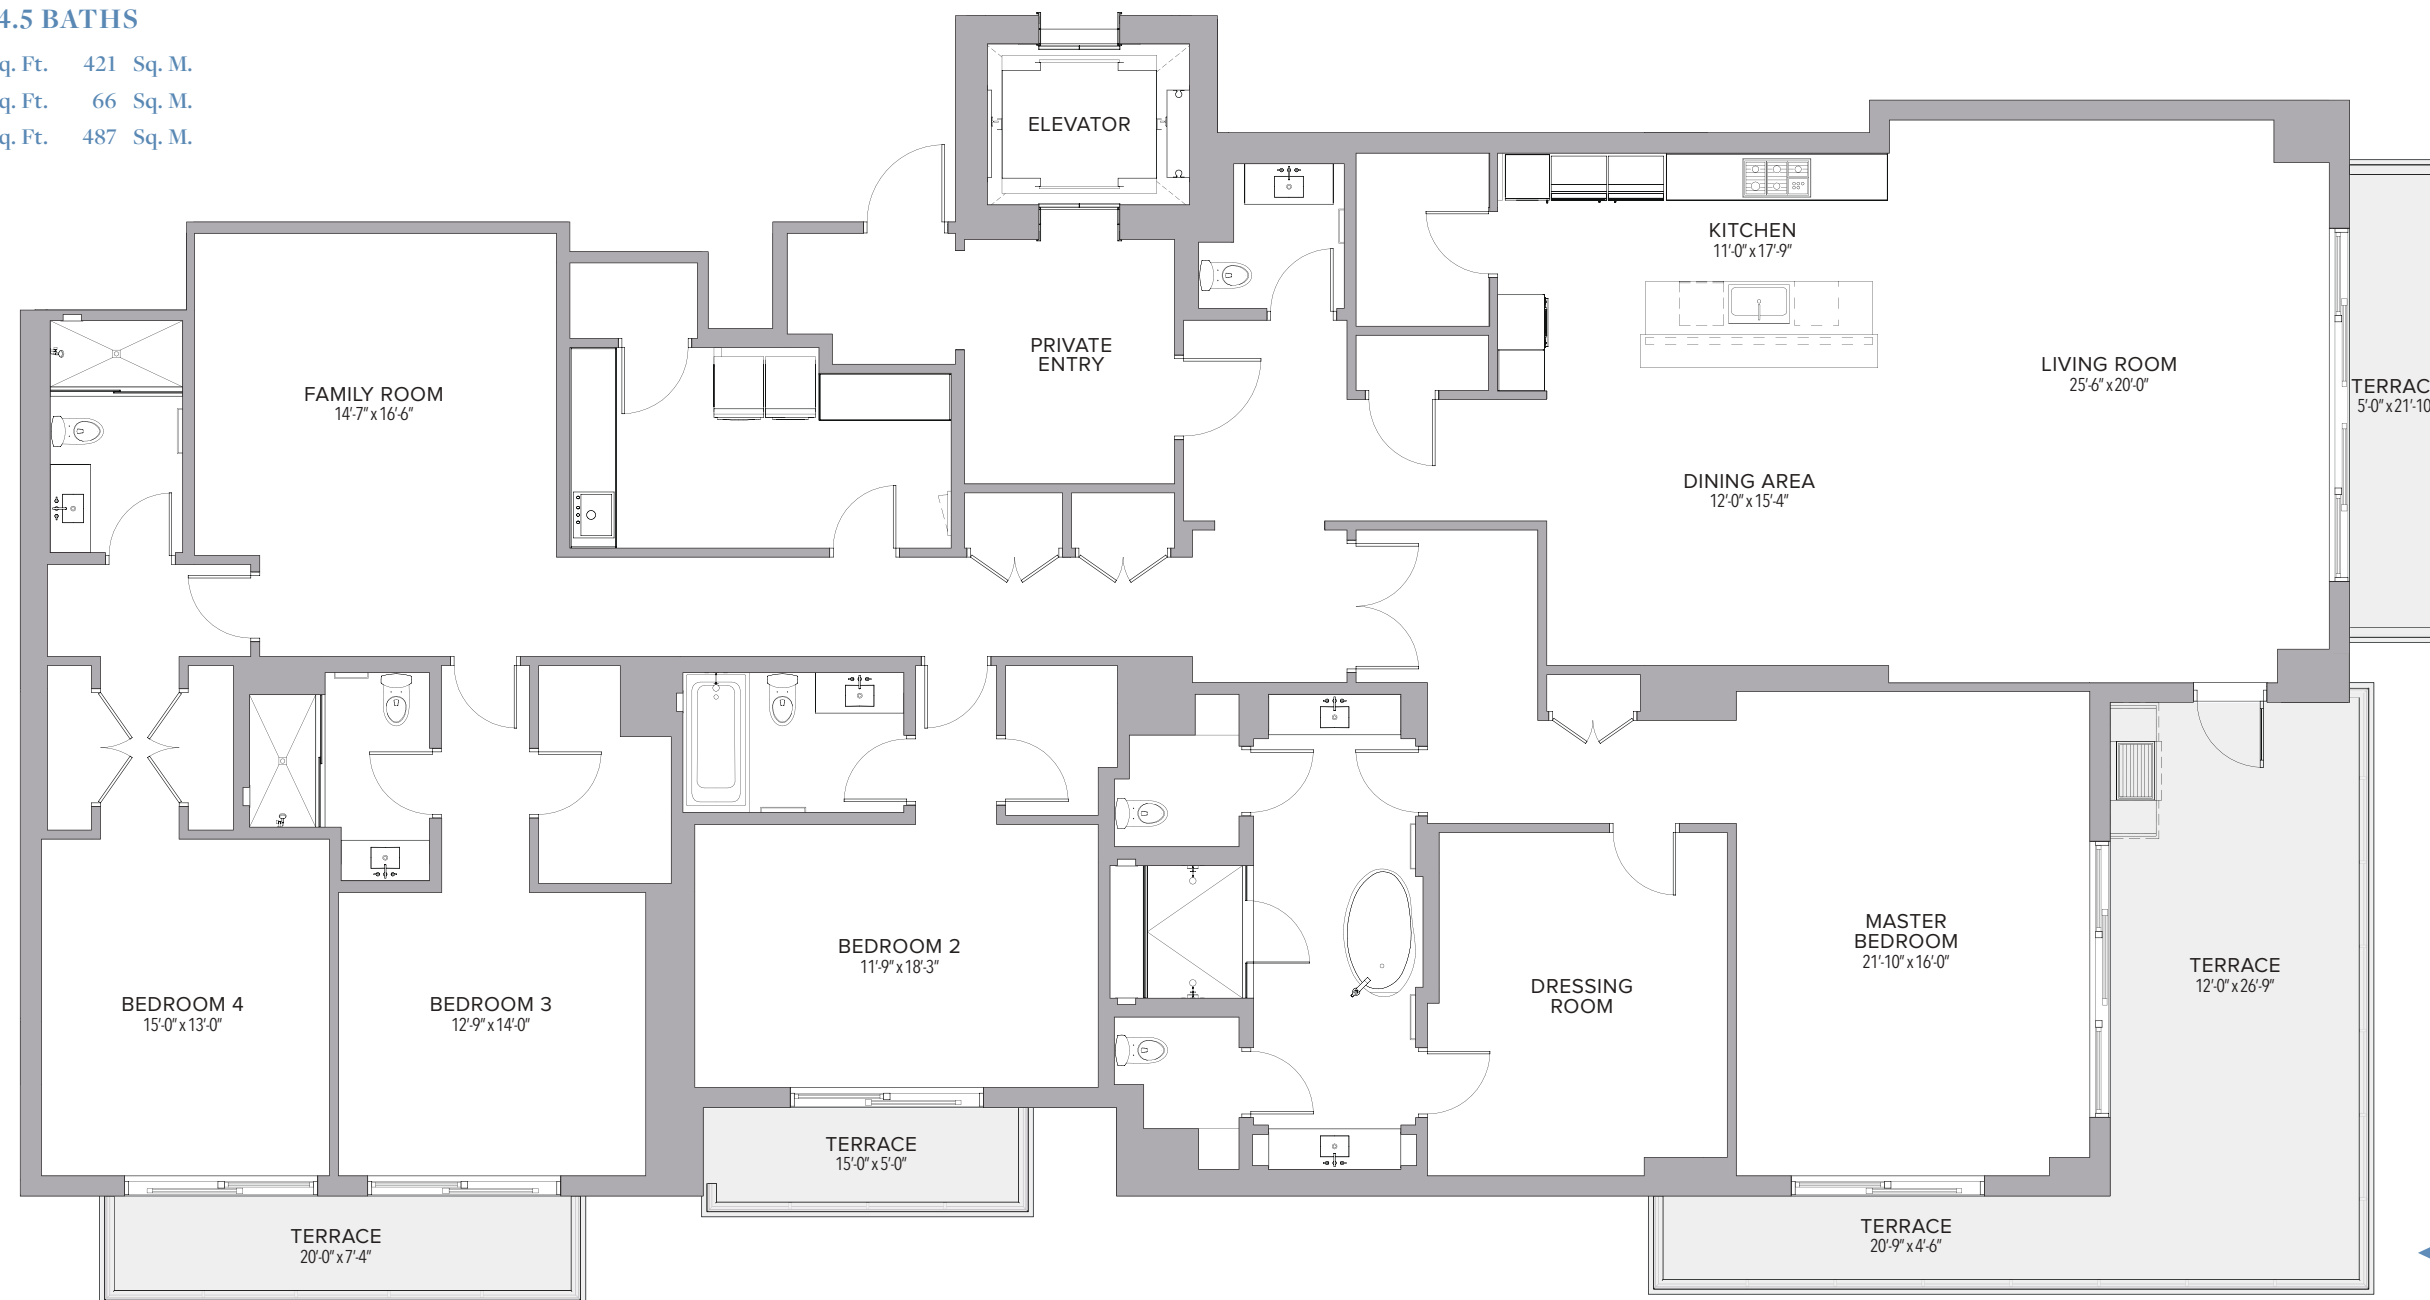 4.5 BATHS
q. Ft. 421 Sq. M.
q. Ft. 66 Sq. M.
q. Ft. 487 Sq. M.
ELEVATOR
KITCHEN
11'-0" x 17'-9"
PRIVATE
ENTRY
LIVING ROOM
25'-6" x 20'-0"
TERRAC
5'-0" x 21'-10
FAMILY ROOM
14'-7" x 16'-6"
DINING AREA
12'-0" x 15'-4"
MASTER
BEDROOM
21'-10" x 16'-0"
BEDROOM 2
11'-9" x 18'-3"
TERRACE
12'-0" x 26'-9"
DRESSING
ROOM
BEDROOM 4
15'-0" x 13'-0"
BEDROOM 3
12'-9" x 14'-0"
TERRACE
15'-0" x 5'-0"
TERRACE
20'-0" x 7'-4"
TERRACE
20'-9" x 4'-6"